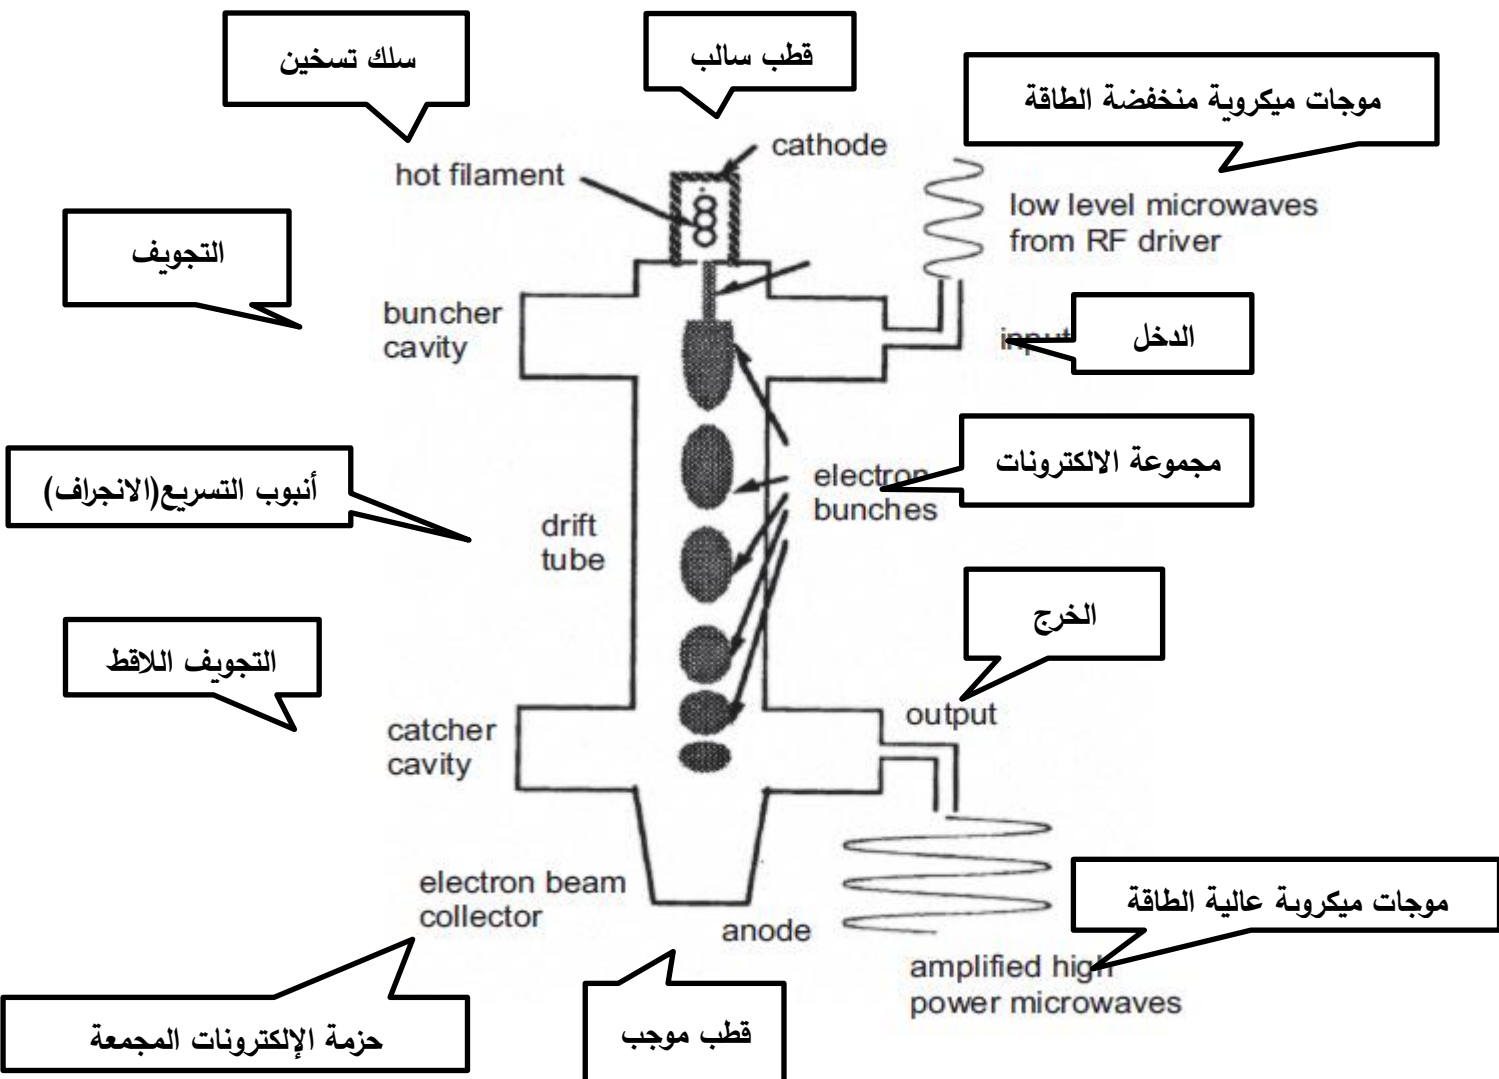 سلك تسخين
قطب سالب
موجات ميكروية منخفضة الطاقة
cathode
hot filament
low level microwaves
from RF driver
التجويف
buncher
cavity
input
الدخل
مجموعة الالكترونات
electron
bunches
أنبوب التسريع(الانجراف)
drift
tube
الخرج
التجويف اللاقط
output
catcher
cavity
electron beam
collector
anode
موجات ميكروية عالية الطاقة
amplified high
power microwaves
حزمة الإلكترونات المجمعة
قطب موجب